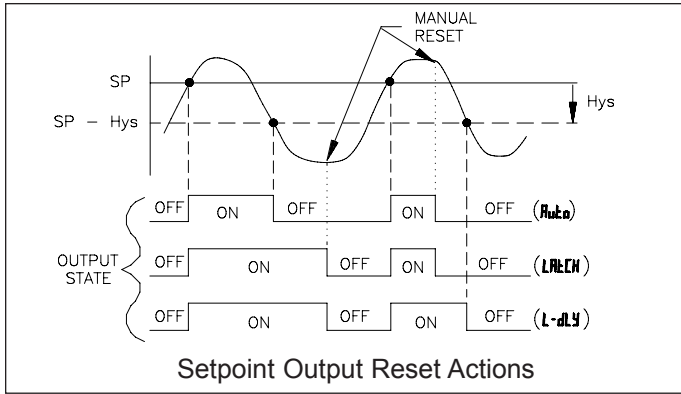 MANUAL
RESET
SP
Hys
SP - Hys
OFF ON OFF ON OFF (Auto)
OUTPUT
STATE
OFF ON OFF ON OFF (LAtCH)
OFF ON OFF ON OFF (L-dLY)
Setpoint Output Reset Actions